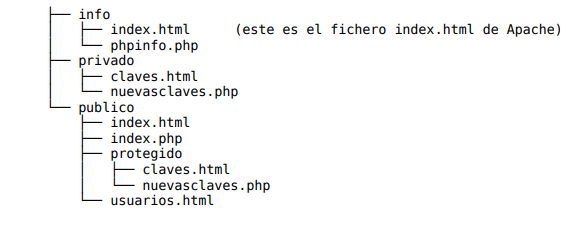 ├── info
│   ├── index.html     (este es el fichero index.html de Apache)
│   └── phpinfo.php
├── privado
│   ├── claves.html
│   └── nuevasclaves.php
└── publico
    ├── index.html
    ├── index.php
    ├── protegido
    │   ├── claves.html
    │   └── nuevasclaves.php
    └── usuarios.html